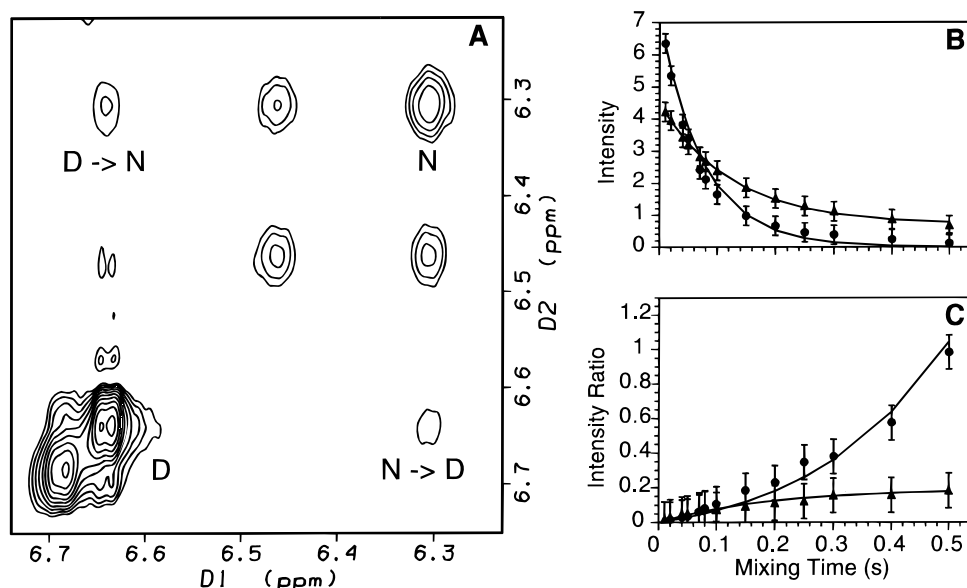 A
D -> N
N
D
N -> D
6.3
6.4
6.5
6.6
6.7
D2 (ppm)
6.7 6.6 6.5 6.4 6.3
D1 (ppm)
B
7
6
5
4
3
2
1
0
Intensity
C
1.2
1
0.8
0.6
0.4
0.2
0
Intensity Ratio
0 0.1 0.2 0.3 0.4 0.5
Mixing Time (s)